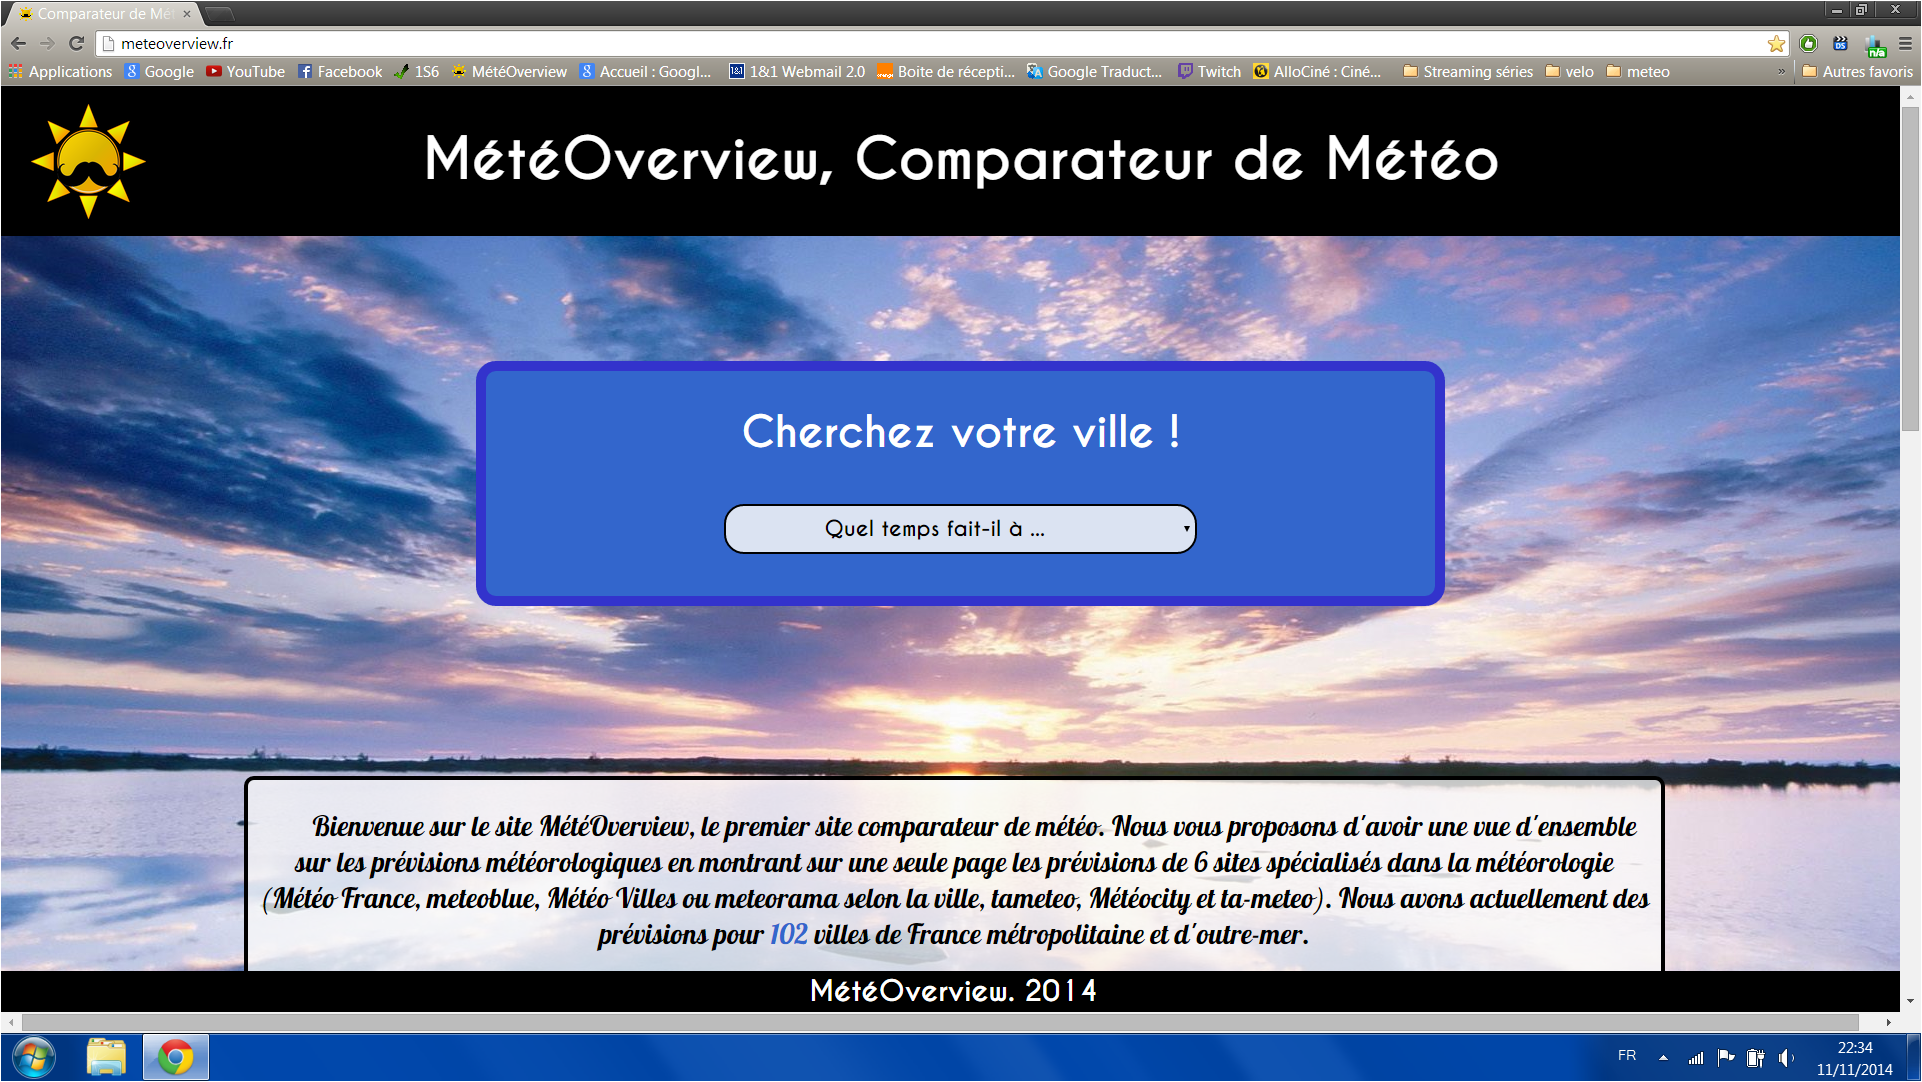 Comparateur de Mét
meteoverview.fr
n/a
Applications Google YouTube Facebook 1S6 MétéOverview Accueil : Googl... 1&1 Webmail 2.0 Boite de récepti... Google Traduct... Twitch AlloCiné : Ciné... Streaming séries velo meteo » Autres favoris
MétéOverview, Comparateur de Météo
Cherchez votre ville !
Quel temps fait-il à ...
Bienvenue sur le site MétéOverview, le premier site comparateur de météo. Nous vous proposons d'avoir une vue d'ensemble
sur les prévisions météorologiques en montrant sur une seule page les prévisions de 6 sites spécialisés dans la météorologie
(Météo France, meteoblue, Météo Villes ou meteorama selon la ville, tameteo, Météocity et ta-meteo). Nous avons actuellement des
prévisions pour 102 villes de France métropolitaine et d'outre-mer.
MétéOverview. 2014
FR
22:34
11/11/2014